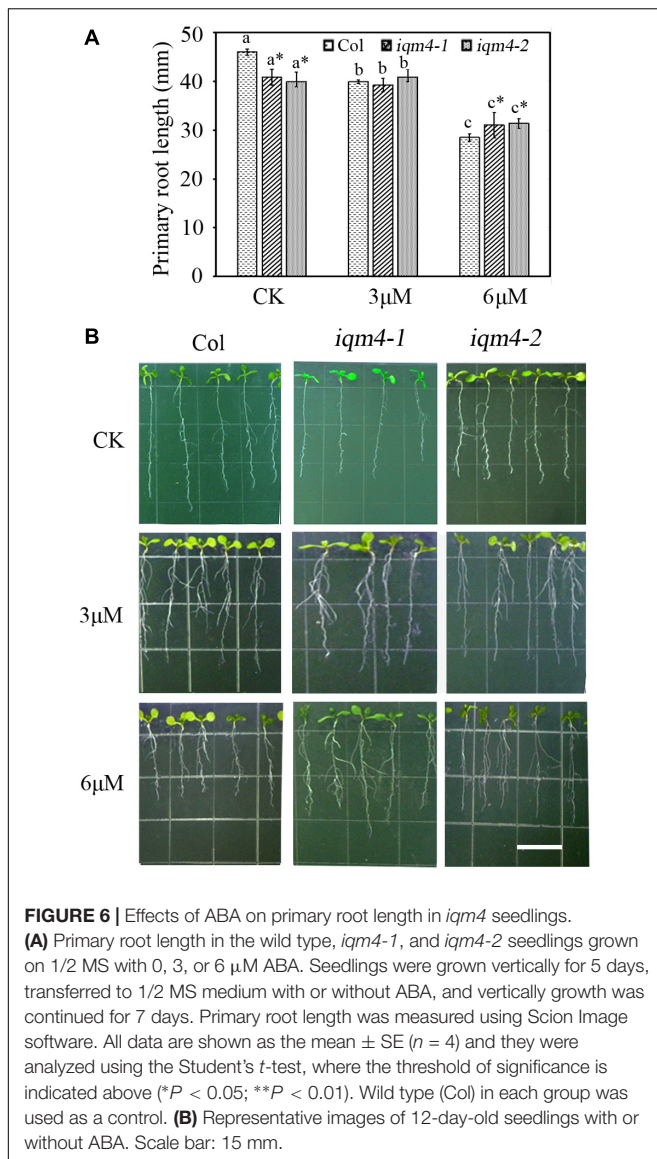 A
Primary root length (mm)
50
40
30
20
10
0
Col iqm4-1 iqm4-2
a a* a* b b b c c* c*
CK 3μM 6μM
B
Col iqm4-1 iqm4-2
CK
3μM
6μM
FIGURE 6 | Effects of ABA on primary root length in iqm4 seedlings.
(A) Primary root length in the wild type, iqm4-1, and iqm4-2 seedlings grown
on 1/2 MS with 0, 3, or 6 μM ABA. Seedlings were grown vertically for 5 days,
transferred to 1/2 MS medium with or without ABA, and vertically growth was
continued for 7 days. Primary root length was measured using Scion Image
software. All data are shown as the mean ± SE (n = 4) and they were
analyzed using the Student's t-test, where the threshold of significance is
indicated above (*P < 0.05; **P < 0.01). Wild type (Col) in each group was
used as a control. (B) Representative images of 12-day-old seedlings with or
without ABA. Scale bar: 15 mm.